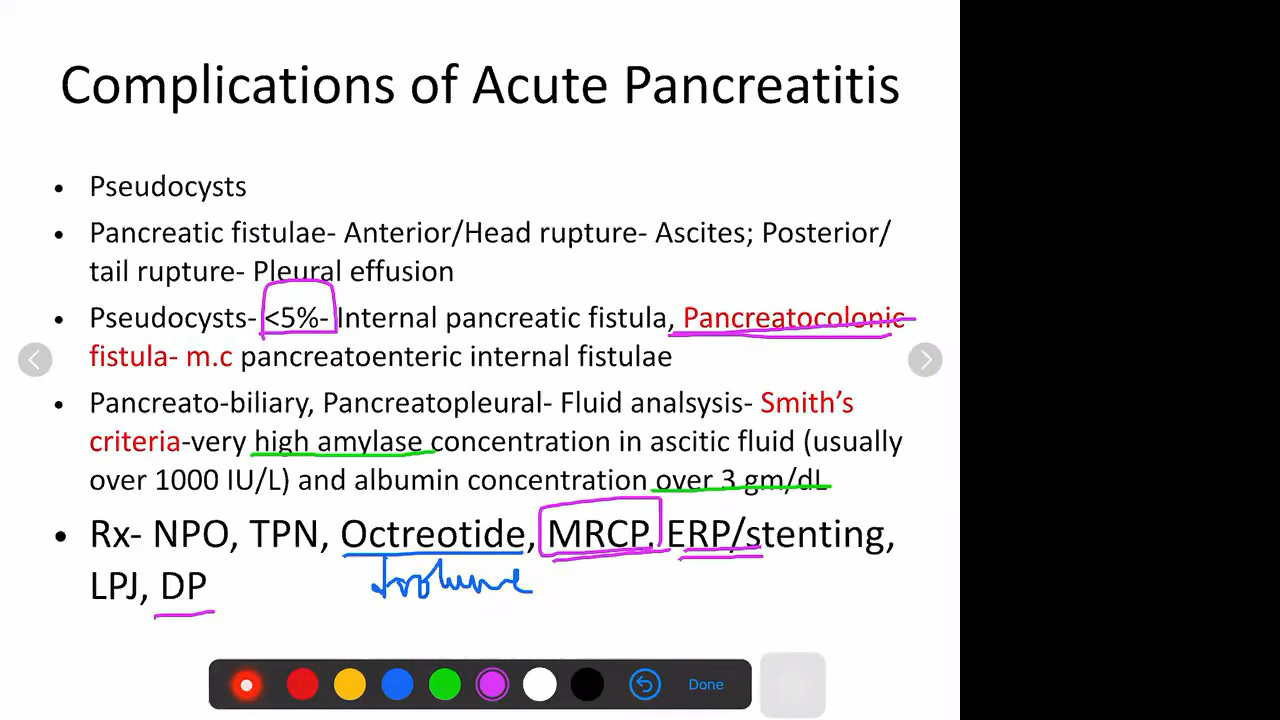 Complications of Acute Pancreatitis
• Pseudocysts
• Pancreatic fistulae- Anterior/Head rupture- Ascites; Posterior/
tail rupture- Pleural effusion
• Pseudocysts- <5%- Internal pancreatic fistula, Pancreatocolonic
fistula- m.c pancreatoenteric internal fistulae
• Pancreato-biliary, Pancreatopleural- Fluid analsysis- Smith's
criteria-very high amylase concentration in ascitic fluid (usually
over 1000 IU/L) and albumin concentration over 3 gm/dL
• Rx- NPO, TPN, Octreotide, MRCP, ERP/stenting,
LPJ, DP
Done